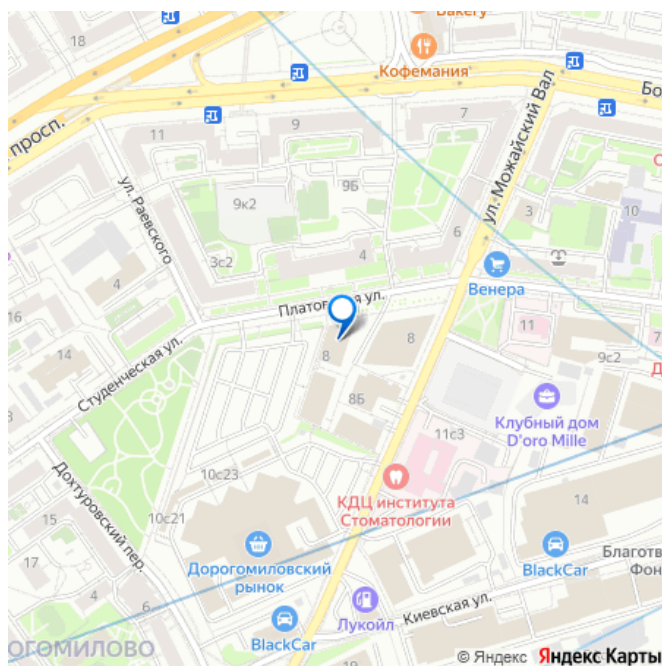 18
18
Bakery
Кофемания
просп.
11
9
7
Бо
ул. Можайский Вал
ул. Раевского
9Б
9к2
3
10
3с2
4
6
4
Венера
Платовская ул.
16
14
Студенческая ул.
8
8
11
9с2
8Б
Клубный дом
D'oro Mille
11с3
Дохтуровский пер.
10с23
КДЦ института
Стоматологии
14
15
10с21
17
Дорогомиловский
рынок
BlackCar
Благотв
Фон
6
Лукойл
Киевская ул.
BlackCar
ОГОМИЛОВО
© Яндекс Яндекс Карты